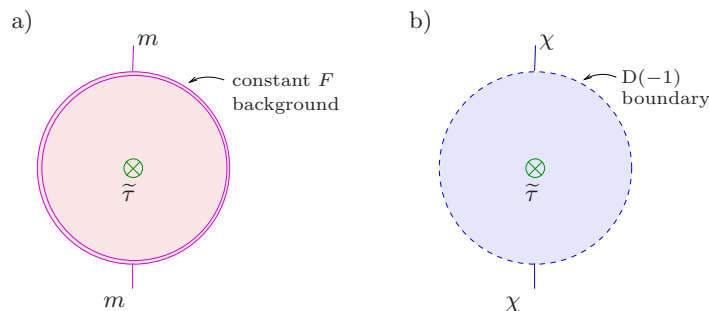 a)
m
constant F
background
τ̃
m
b)
χ
D(−1)
boundary
τ̃
χ